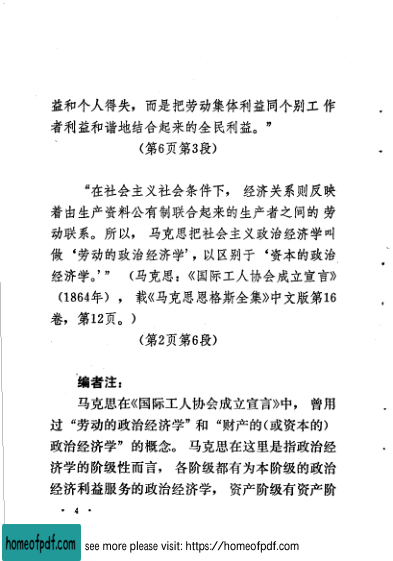 益和个人得失，而是把劳动集体利益同个别工作
者利益和谐地结合起来的全民利益。”
（第6页第3段）
“在社会主义社会条件下，经济关系则反映
着由生产资料公有制联合起来的生产者之间的劳
动联系。所以，马克思把社会主义政治经济学叫
做‘劳动的政治经济学’，以区别于‘资本的政治
经济学。’”（马克思：《国际工人协会成立宣言》
（1864年），载《马克思恩格斯全集》中文版第16
卷，第12页。）
（第2页第6段）
编者注：
马克思在《国际工人协会成立宣言》中，曾用
过“劳动的政治经济学”和“财产的（或资本的）
政治经济学”的概念。马克思在这里是指政治经
济学的阶级性而言，各阶级都有为本阶级的政治
经济利益服务的政治经济学，资产阶级有资产阶
· 4 ·
homeofpdf.com
see more please visit: https://homeofpdf.com